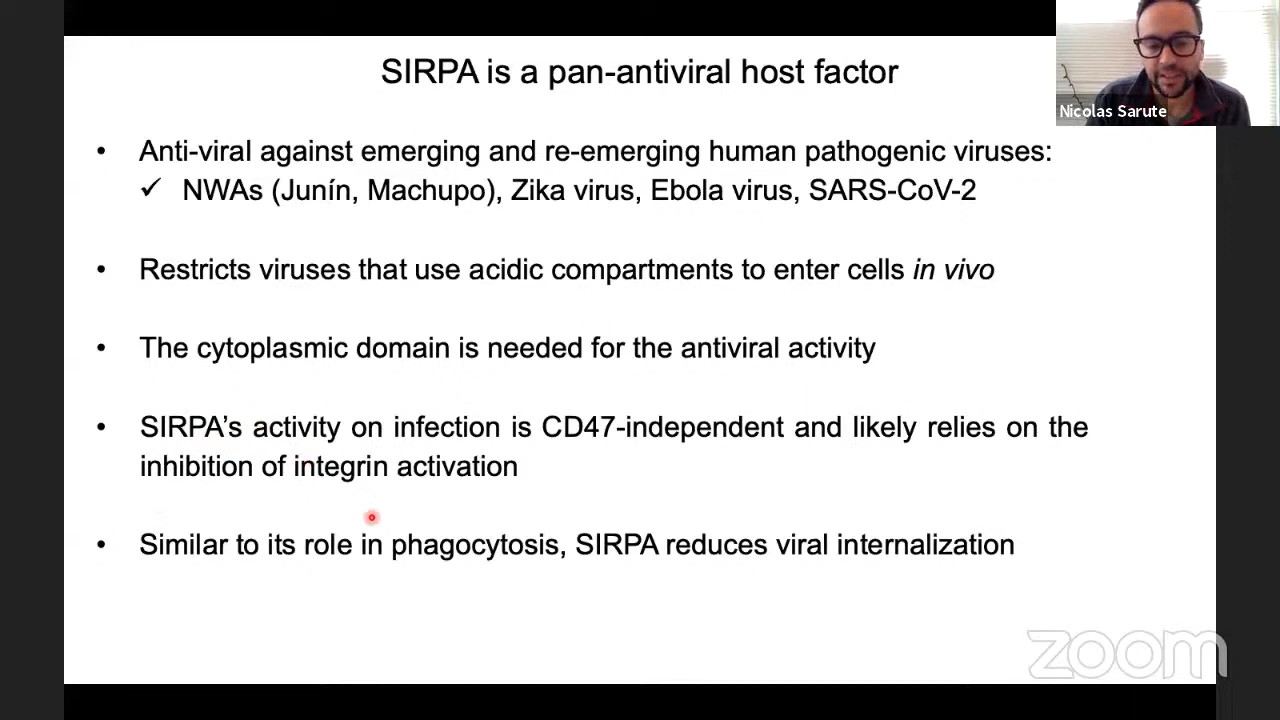 SIRPA is a pan-antiviral host factor
Nicolas Sarute
• Anti-viral against emerging and re-emerging human pathogenic viruses:
✓ NWAs (Junín, Machupo), Zika virus, Ebola virus, SARS-CoV-2
• Restricts viruses that use acidic compartments to enter cells in vivo
• The cytoplasmic domain is needed for the antiviral activity
• SIRPA's activity on infection is CD47-independent and likely relies on the
inhibition of integrin activation
• Similar to its role in phagocytosis, SIRPA reduces viral internalization
zoom